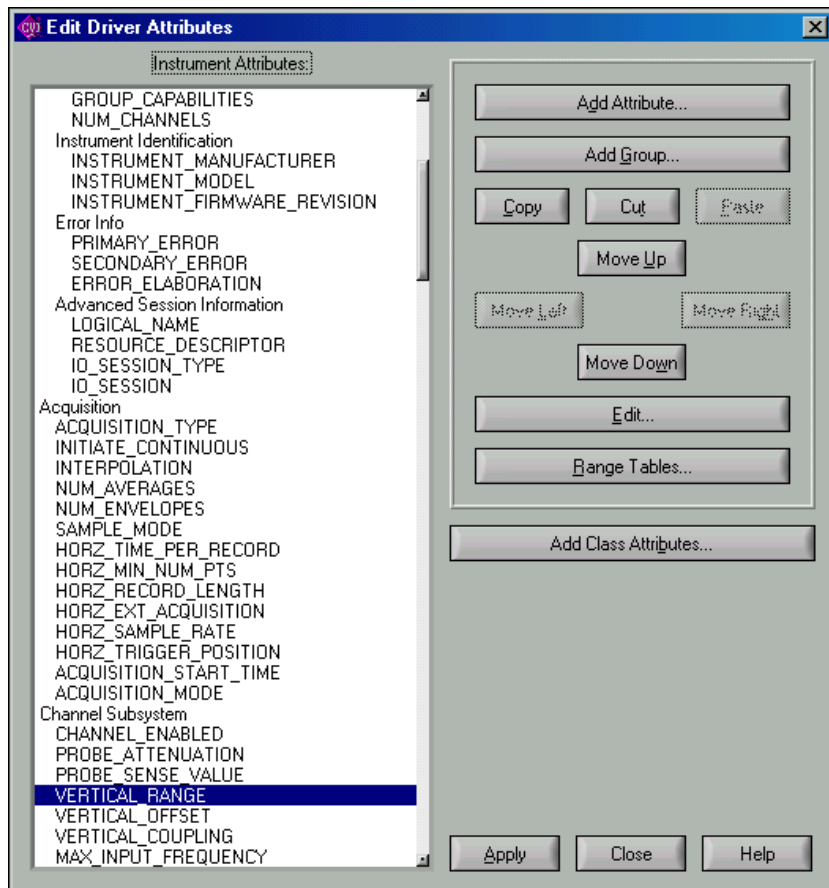 CVI Edit Driver Attributes
Instrument Attributes:
GROUP_CAPABILITIES
NUM_CHANNELS
Instrument Identification
INSTRUMENT_MANUFACTURER
INSTRUMENT_MODEL
INSTRUMENT_FIRMWARE_REVISION
Error Info
PRIMARY_ERROR
SECONDARY_ERROR
ERROR_ELABORATION
Advanced Session Information
LOGICAL_NAME
RESOURCE_DESCRIPTOR
IO_SESSION_TYPE
IO_SESSION
Acquisition
ACQUISITION_TYPE
INITIATE_CONTINUOUS
INTERPOLATION
NUM_AVERAGES
NUM_ENVELOPES
SAMPLE_MODE
HORZ_TIME_PER_RECORD
HORZ_MIN_NUM_PTS
HORZ_RECORD_LENGTH
HORZ_EXT_ACQUISITION
HORZ_SAMPLE_RATE
HORZ_TRIGGER_POSITION
ACQUISITION_START_TIME
ACQUISITION_MODE
Channel Subsystem
CHANNEL_ENABLED
PROBE_ATTENUATION
PROBE_SENSE_VALUE
VERTICAL_RANGE
VERTICAL_OFFSET
VERTICAL_COUPLING
MAX_INPUT_FREQUENCY
Add Attribute...
Add Group...
Copy Cut Paste
Move Up
Move Left Move Right
Move Down
Edit...
Range Tables...
Add Class Attributes...
Apply Close Help